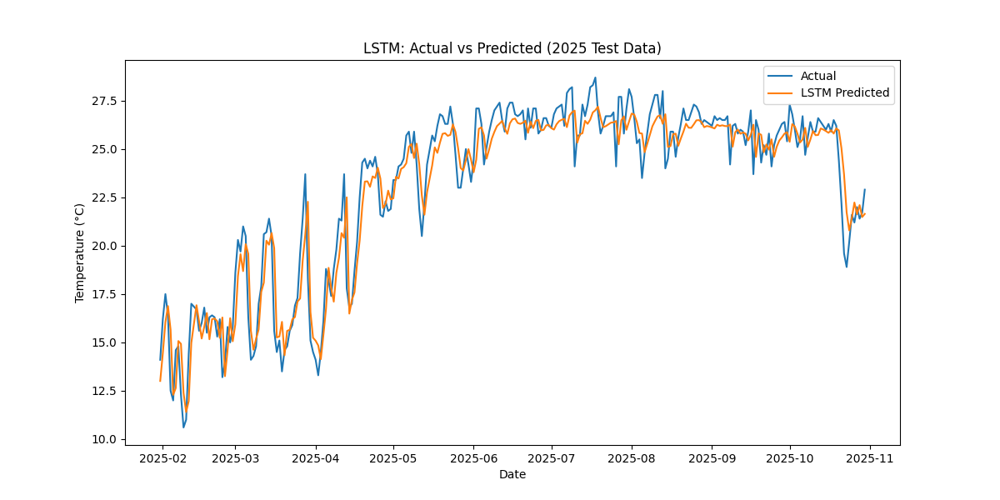 LSTM: Actual vs Predicted (2025 Test Data)
Actual
LSTM Predicted
Temperature (°C)
27.5
25.0
22.5
20.0
17.5
15.0
12.5
10.0
2025-02 2025-03 2025-04 2025-05 2025-06 2025-07 2025-08 2025-09 2025-10 2025-11
Date